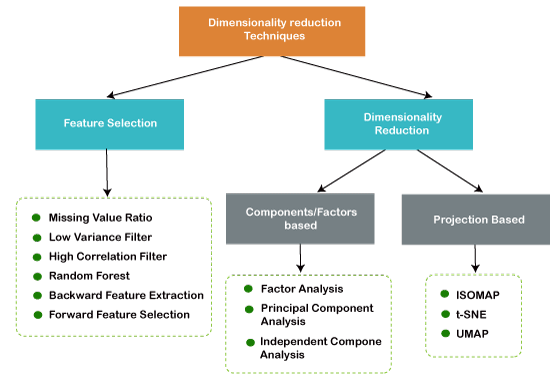 Dimensionality reduction
Techniques
Feature Selection
Dimensionality
Reduction
Missing Value Ratio
Low Variance Filter
High Correlation Filter
Random Forest
Backward Feature Extraction
Forward Feature Selection
Components/Factors
based
Projection Based
Factor Analysis
Principal Component
Analysis
Independent Compone
Analysis
ISOMAP
t-SNE
UMAP